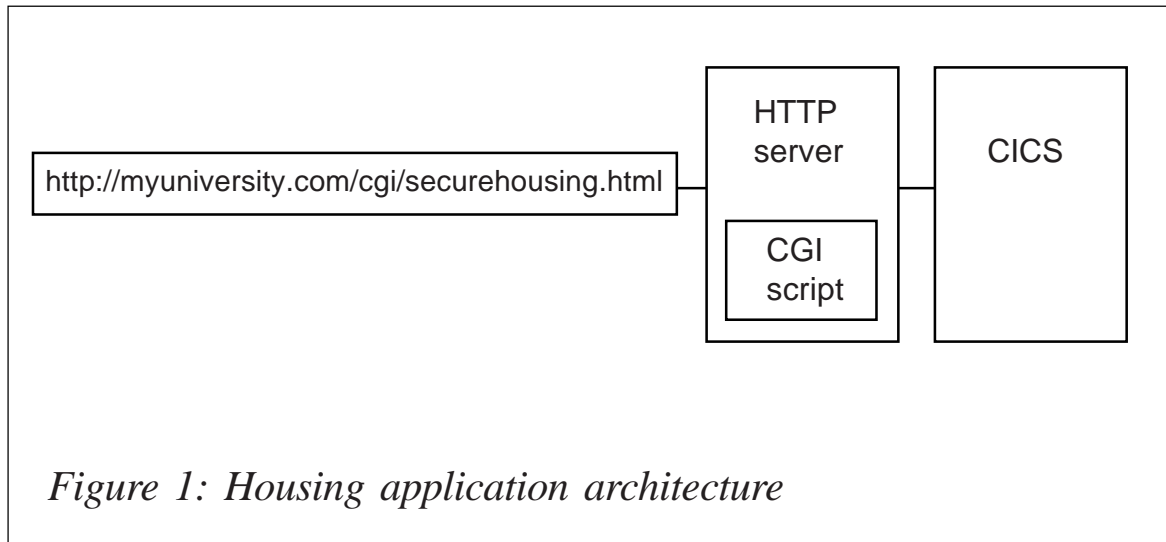 http://myuniversity.com/cgi/securehousing.html
HTTP
server
CGI
script
CICS
Figure 1: Housing application architecture